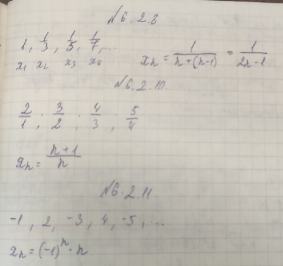 №6.2.8
1, 1/3, 1/5, 1/7, ...
x₁ x₂ x₃ x₄
xₙ = 1/(n+(n-1)) = 1/(2n-1)
№6.2.10
2/1 ; 3/2 ; 4/3 ; 5/4
xₙ = (n+1)/n
№6.2.11
-1, 2, -3, 4, -5, ...
xₙ = (-1)ⁿ · n